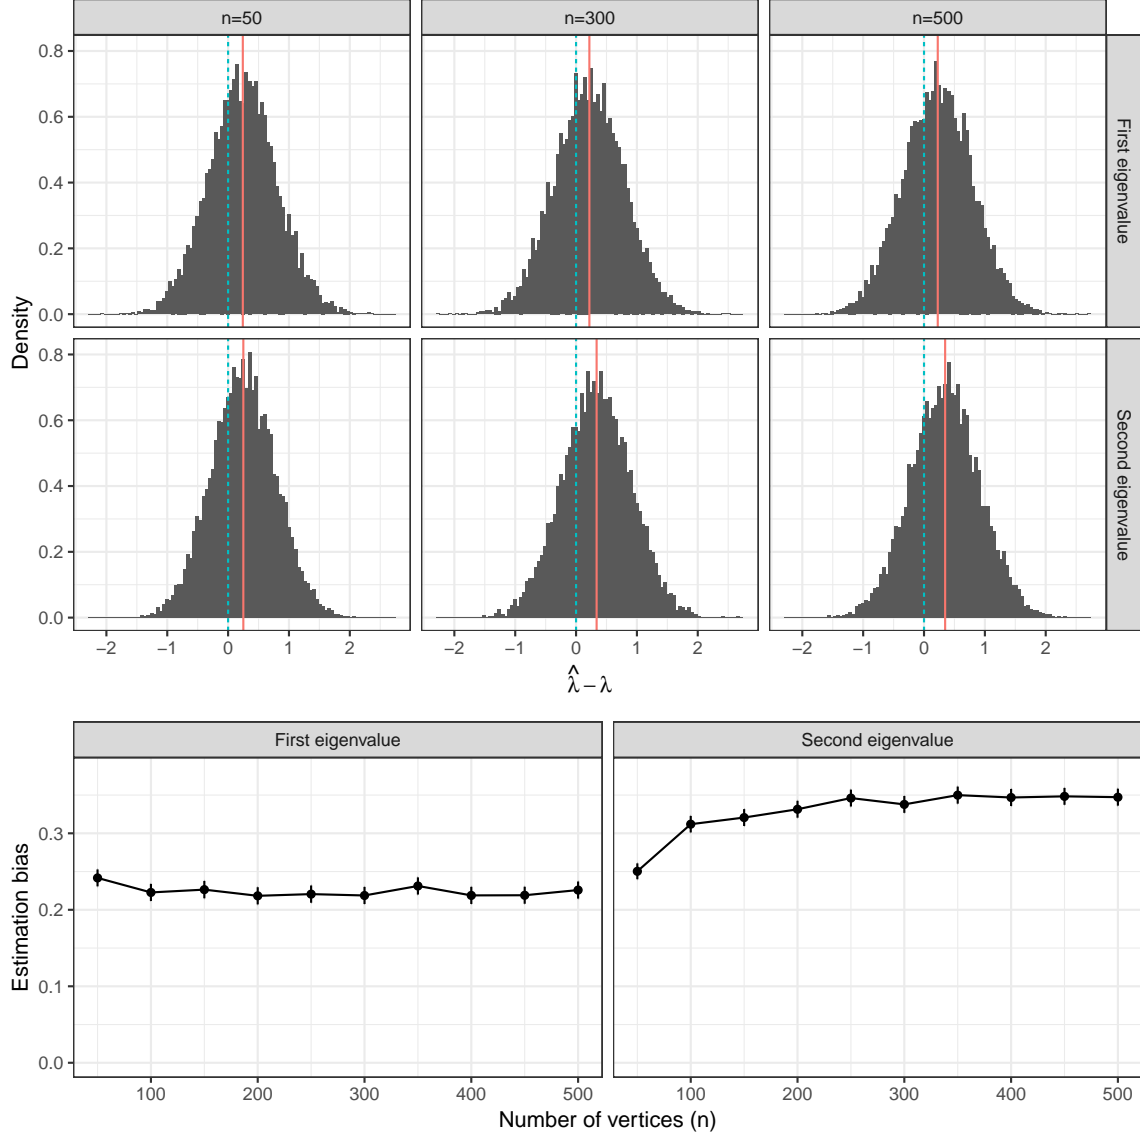 n=50 n=300 n=500
0.8
0.6
0.4
0.2
0.0
First eigenvalue
Density
0.8
0.6
0.4
0.2
0.0
Second eigenvalue
−2 −1 0 1 2 −2 −1 0 1 2 −2 −1 0 1 2
λ̂ − λ
First eigenvalue Second eigenvalue
Estimation bias
0.3
0.2
0.1
0.0
100 200 300 400 500 100 200 300 400 500
Number of vertices (n)